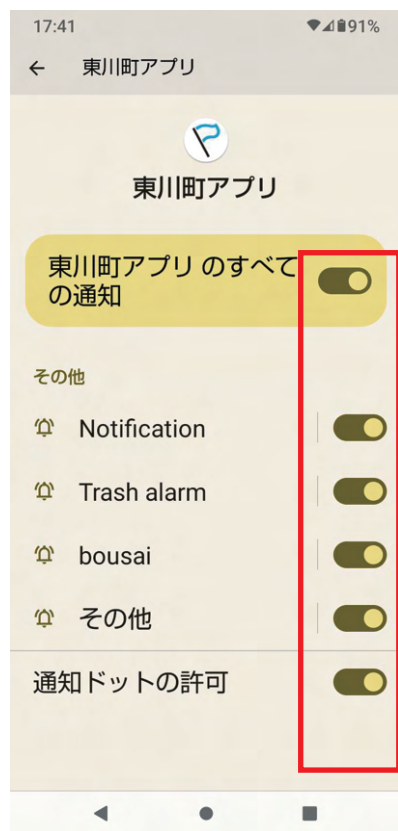 17:41
91%
東川町アプリ
東川町アプリ
東川町アプリ のすべて
の通知
その他
Notification
Trash alarm
bousai
その他
通知ドットの許可